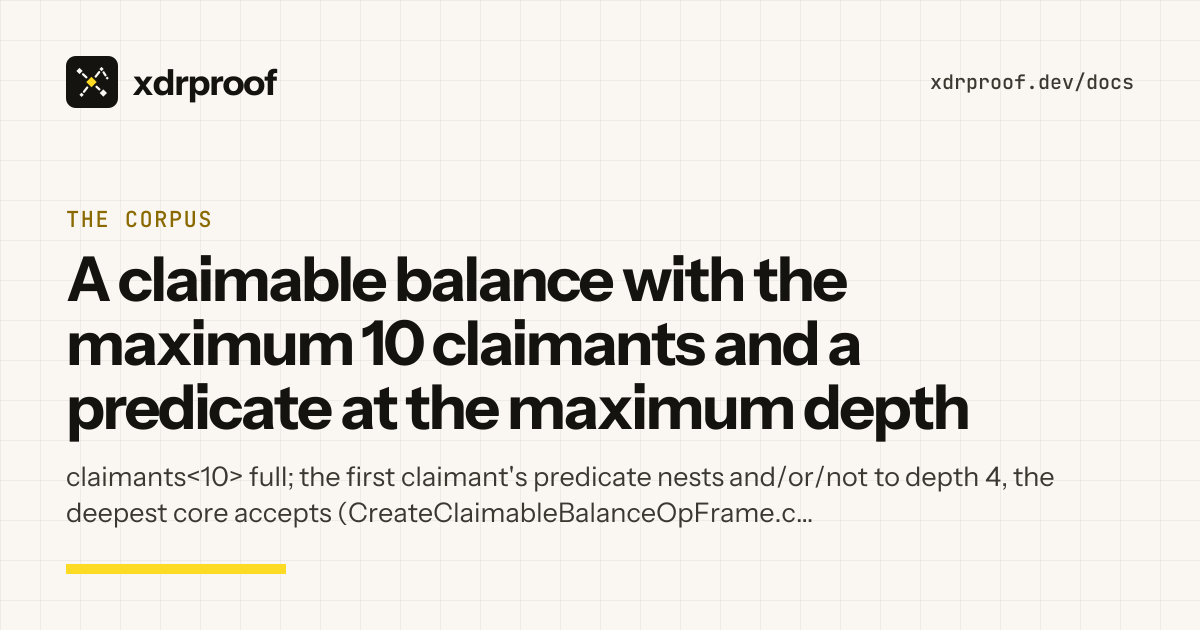 xdrproof
xdrproof.dev/docs
THE CORPUS
A claimable balance with the
maximum 10 claimants and a
predicate at the maximum depth
claimants<10> full; the first claimant's predicate nests and/or/not to depth 4, the
deepest core accepts (CreateClaimableBalanceOpFrame.c...